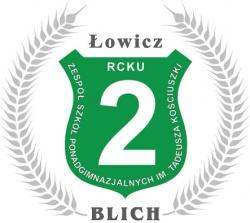 Łowicz
RCKU
2
ZESPÓŁ SZKÓŁ PONADGIMNAZJALNYCH IM. TADEUSZA KOŚCIUSZKI
BLICH